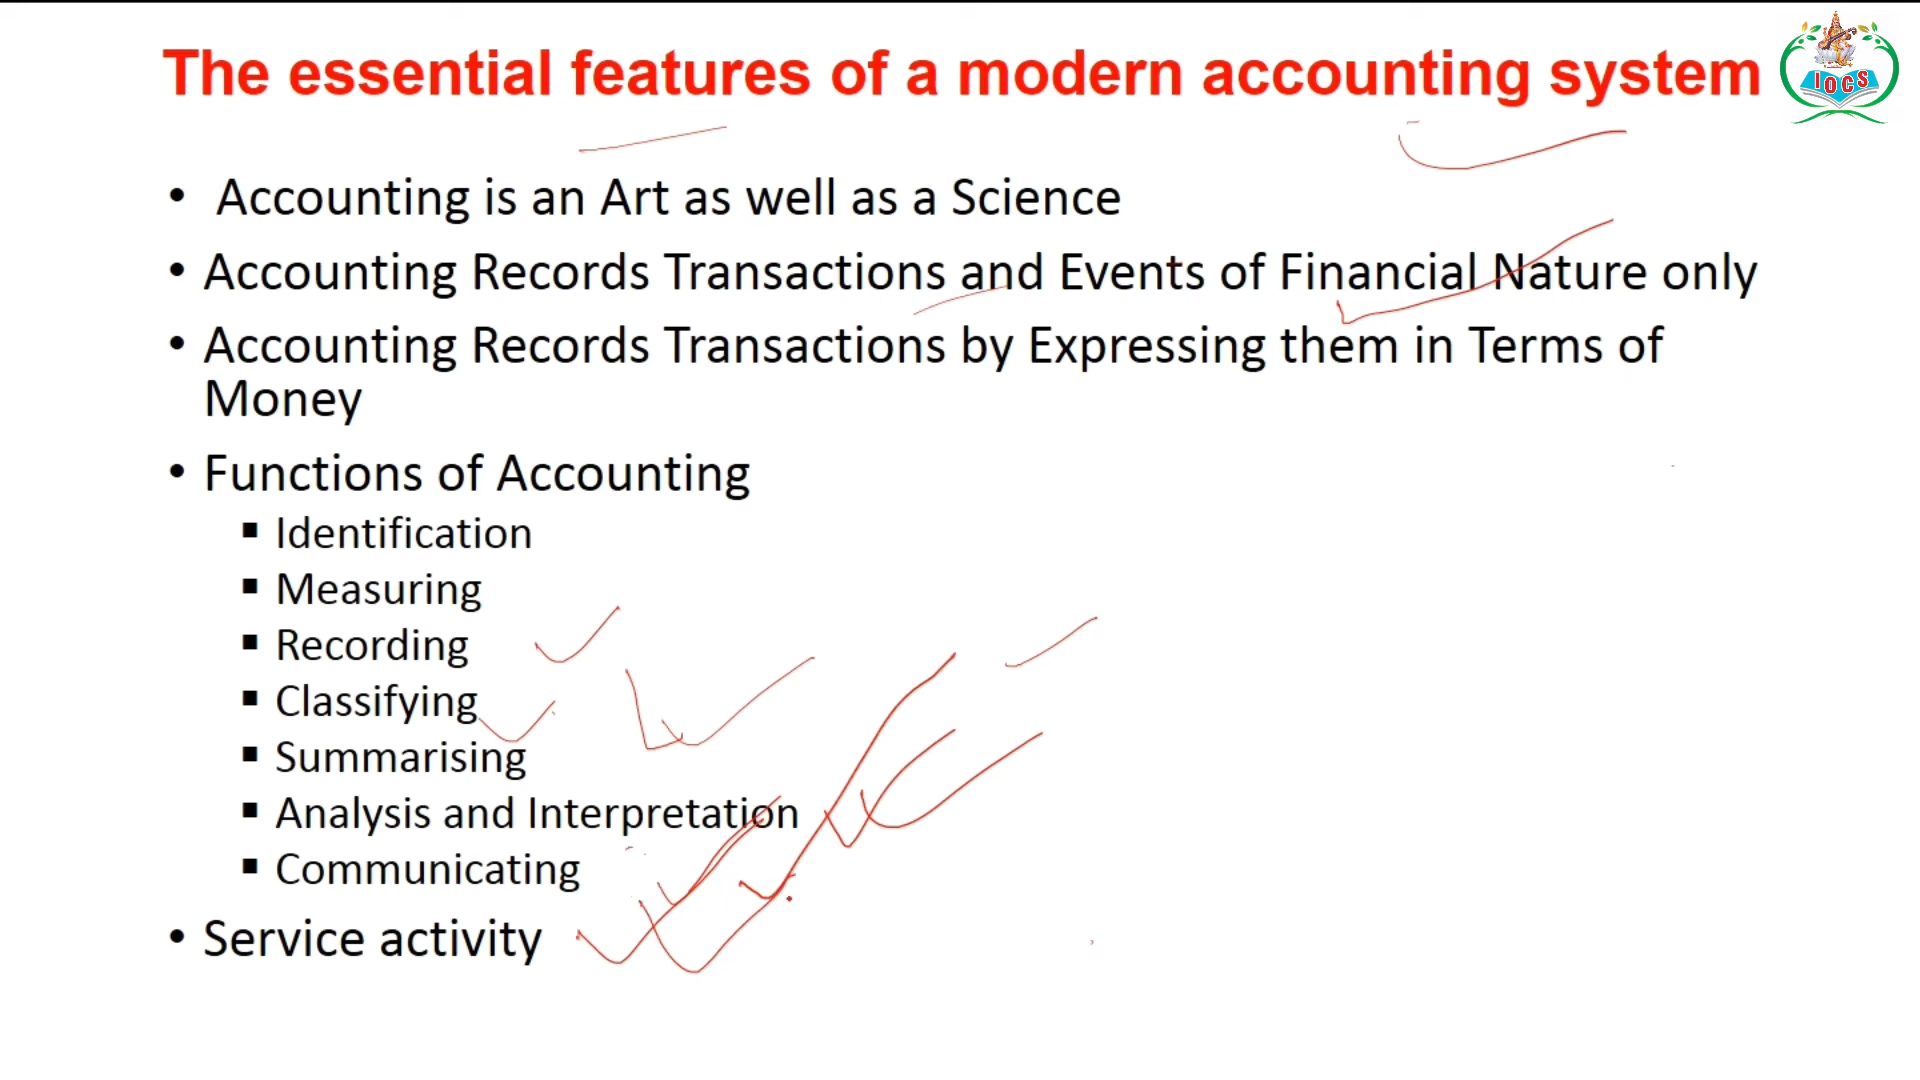 The essential features of a modern accounting system
IOCS
• Accounting is an Art as well as a Science
• Accounting Records Transactions and Events of Financial Nature only
• Accounting Records Transactions by Expressing them in Terms of
Money
• Functions of Accounting
▪ Identification
▪ Measuring
▪ Recording
▪ Classifying
▪ Summarising
▪ Analysis and Interpretation
▪ Communicating
• Service activity